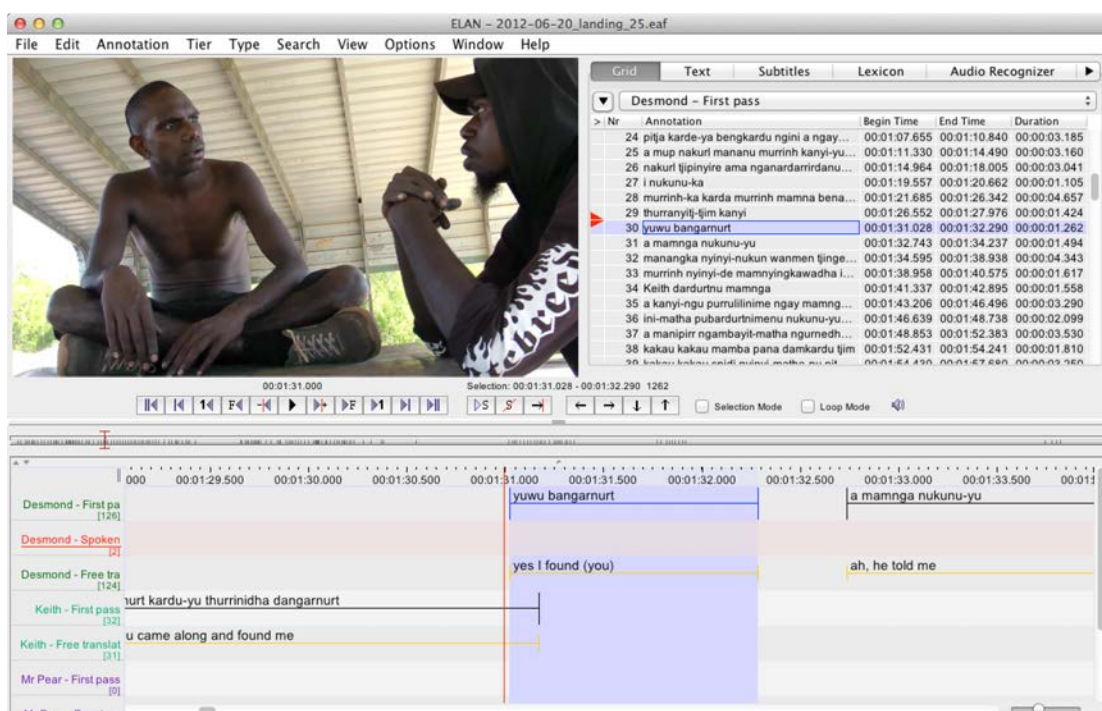 ELAN - 2012-06-20_landing_25.eaf
File Edit Annotation Tier Type Search View Options Window Help
Grid Text Subtitles Lexicon Audio Recognizer
Desmond - First pass
> Nr Annotation Begin Time End Time Duration
24 pitja karde-ya bengkardu ngini a ngay... 00:01:07.655 00:01:10.840 00:00:03.185
25 a mup nakurl mananu murrinh kanyi-yu... 00:01:11.330 00:01:14.490 00:00:03.160
26 nakurl tjipinyire ama nganardarrirdanu... 00:01:14.964 00:01:18.005 00:00:03.041
27 i nukunu-ka 00:01:19.557 00:01:20.662 00:00:01.105
28 murrinh-ka karda murrinh mamna bena... 00:01:21.685 00:01:26.342 00:00:04.657
29 thurranyitj-tjim kanyi 00:01:26.552 00:01:27.976 00:00:01.424
30 yuwu bangarnurt 00:01:31.028 00:01:32.290 00:00:01.262
31 a mamnga nukunu-yu 00:01:32.743 00:01:34.237 00:00:01.494
32 manangka nyinyi-nukun wanmen tjinge... 00:01:34.595 00:01:38.938 00:00:04.343
33 murrinh nyinyi-de mamnyingkawadha i... 00:01:38.958 00:01:40.575 00:00:01.617
34 Keith dardurtnu mamnga 00:01:41.337 00:01:42.895 00:00:01.558
35 a kanyi-ngu purrulilinime ngay mamng... 00:01:43.206 00:01:46.496 00:00:03.290
36 ini-matha pubardurtnimenu nukunu-yu... 00:01:46.639 00:01:48.738 00:00:02.099
37 a manipirr ngambayit-matha ngurnedh... 00:01:48.853 00:01:52.383 00:00:03.530
38 kakau kakau mamba pana damkardu tjim 00:01:52.431 00:01:54.241 00:00:01.810
00:01:31.000 Selection: 00:01:31.028 - 00:01:32.290 1262
Selection Mode Loop Mode
000 00:01:29.500 00:01:30.000 00:01:30.500 00:01:31.000 00:01:31.500 00:01:32.000 00:01:32.500 00:01:33.000 00:01:33.500 00:01:
Desmond - First pa yuwu bangarnurt a mamnga nukunu-yu
[126]
Desmond - Spoken
[2]
Desmond - Free tra yes I found (you) ah, he told me
[124]
Keith - First pass nurt kardu-yu thurrinidha dangarnurt
[32]
Keith - Free translat u came along and found me
[31]
Mr Pear - First pass
[0]